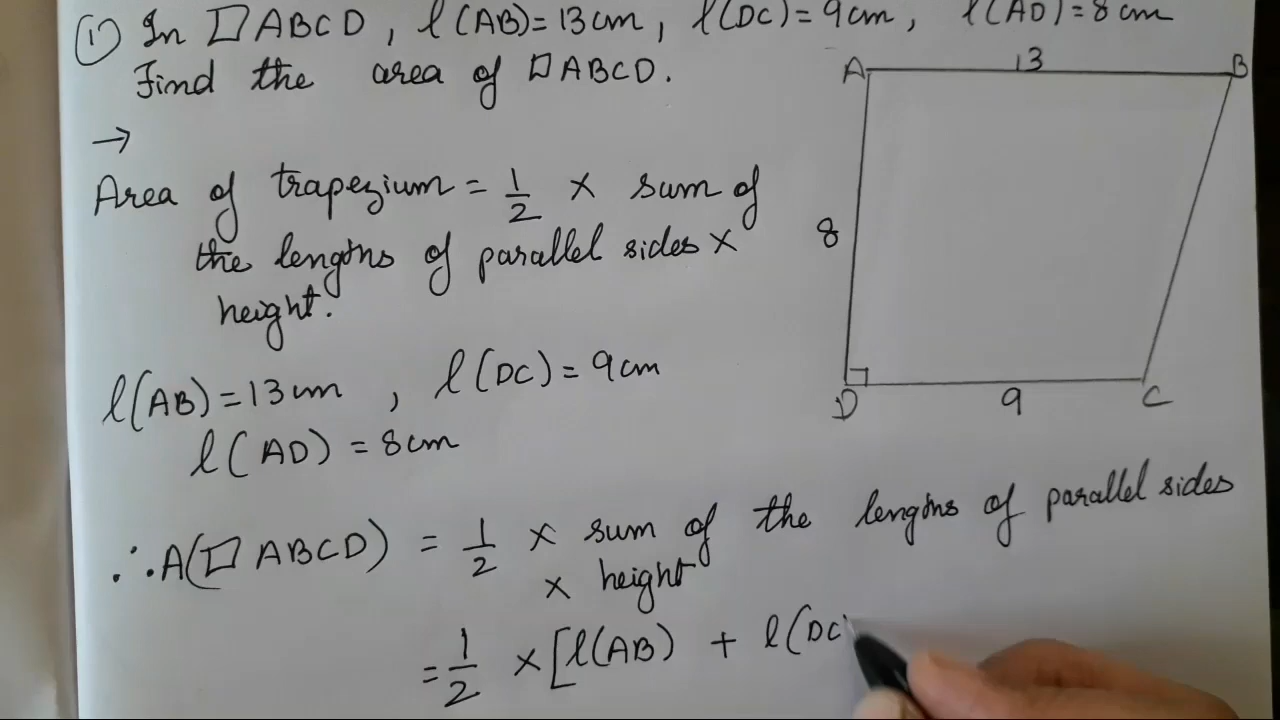 (i) In ▱ABCD, l(AB)=13cm, l(DC)=9cm, l(AD)=8cm
Find the area of □ABCD.
→
Area of trapezium = 1/2 × sum of
the lengths of parallel sides ×
height.
l(AB)=13cm, l(DC)=9cm
l(AD)=8cm
∴A(▱ABCD) = 1/2 × sum of the lengths of parallel sides
× height
= 1/2 × [l(AB) + l(DC)
A 13 B
8
D 9 C